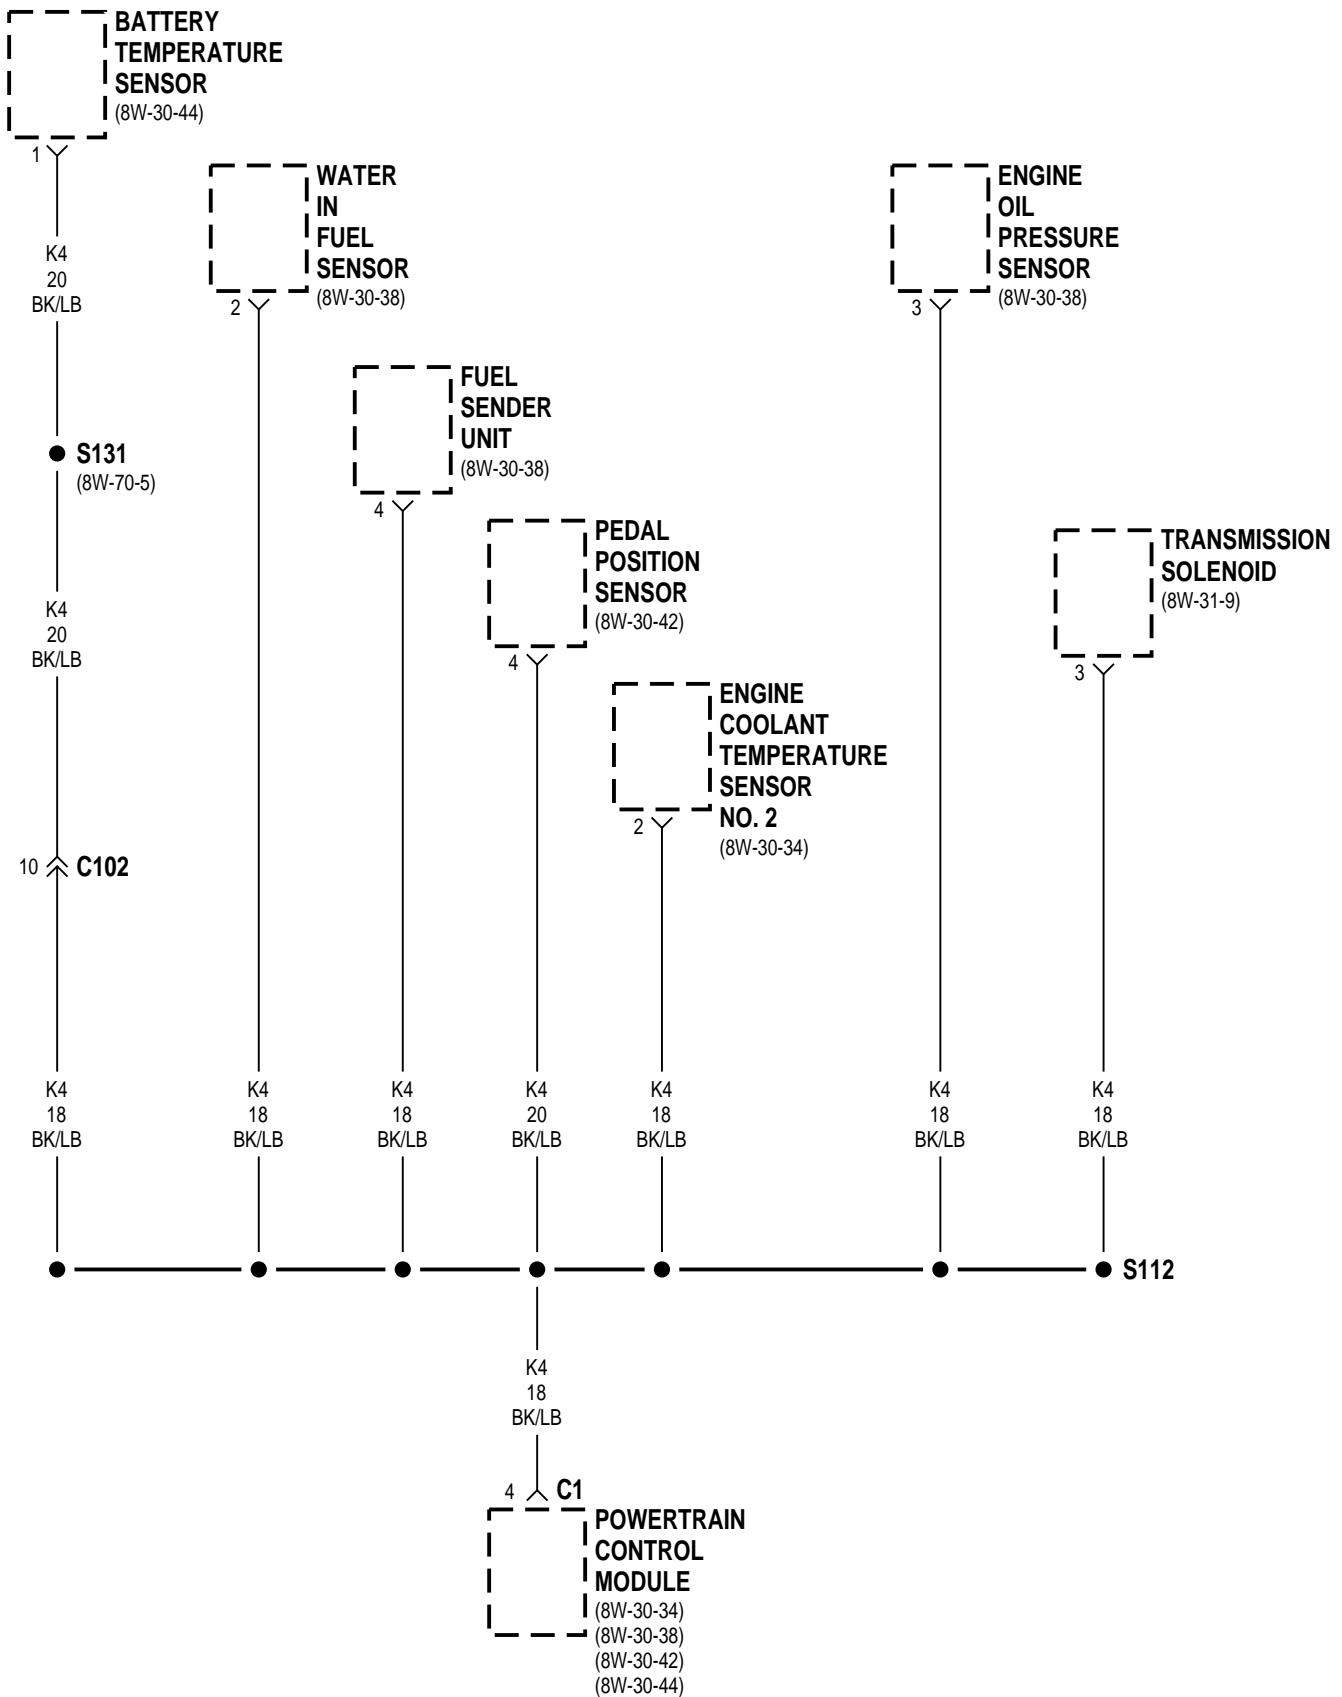 BATTERY
TEMPERATURE
SENSOR
(8W-30-44)
1
K4
20
BK/LB
S131
(8W-70-5)
K4
20
BK/LB
10
C102
K4
18
BK/LB
WATER
IN
FUEL
SENSOR
(8W-30-38)
2
K4
18
BK/LB
FUEL
SENDER
UNIT
(8W-30-38)
4
K4
18
BK/LB
PEDAL
POSITION
SENSOR
(8W-30-42)
4
K4
20
BK/LB
ENGINE
COOLANT
TEMPERATURE
SENSOR
NO. 2
(8W-30-34)
2
K4
18
BK/LB
ENGINE
OIL
PRESSURE
SENSOR
(8W-30-38)
3
K4
18
BK/LB
TRANSMISSION
SOLENOID
(8W-31-9)
3
K4
18
BK/LB
S112
K4
18
BK/LB
4
C1
POWERTRAIN
CONTROL
MODULE
(8W-30-34)
(8W-30-38)
(8W-30-42)
(8W-30-44)